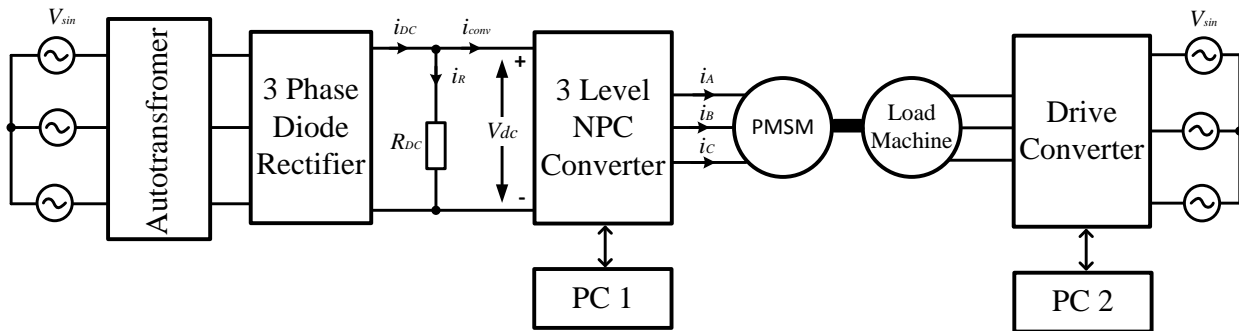 Vsin
Autotransfromer
3 Phase
Diode
Rectifier
iDC
iconv
iR
RDC
+
Vdc
-
3 Level
NPC
Converter
iA
iB
iC
PMSM
Load
Machine
Drive
Converter
Vsin
PC 1
PC 2